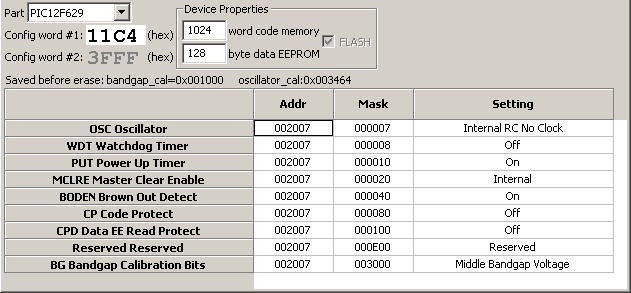 Part PIC12F629 Device Properties
Config word #1: 11C4 (hex) 1024 word code memory
FLASH
Config word #2: 3FFF (hex) 128 byte data EEPROM
Saved before erase: bandgap_cal=0x001000 oscillator_cal:0x003464
Addr Mask Setting
OSC Oscillator 002007 000007 Internal RC No Clock
WDT Watchdog Timer 002007 000008 Off
PUT Power Up Timer 002007 000010 On
MCLRE Master Clear Enable 002007 000020 Internal
BODEN Brown Out Detect 002007 000040 On
CP Code Protect 002007 000080 Off
CPD Data EE Read Protect 002007 000100 Off
Reserved Reserved 002007 000E00 Reserved
BG Bandgap Calibration Bits 002007 003000 Middle Bandgap Voltage